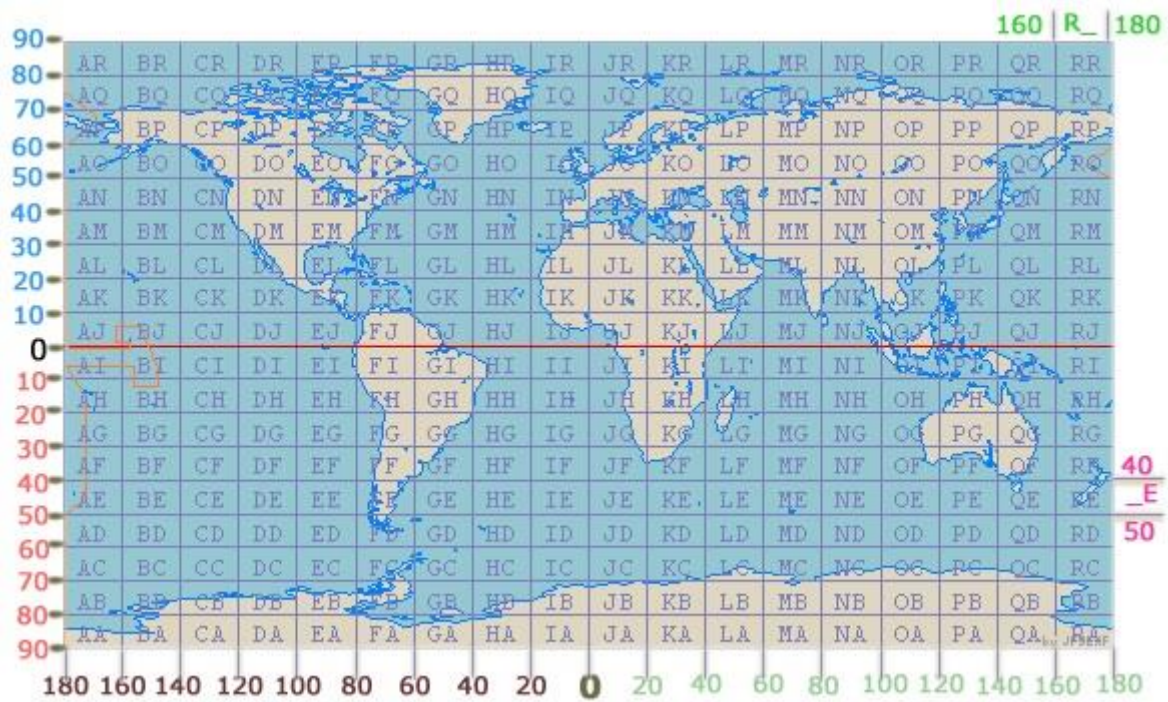 160 R_ 180
90
AR BR CR DR ER FR GR HR IR JR KR LR MR NR OR PR QR RR
80
AQ BQ CQ FQ GQ HQ IQ JQ KQ LQ NQ PQ QQ RQ
70
BP CP DP GP HP IP JP KP LP MP NP OP PP QP RP
60
AO BO CO DO EO FO GO HO KO LO MO NO OO PO QO RO
50
AN BN CN DN EN FN GN HN IN MN NN ON PN QN RN
40
AM BM CM DM EM FM GM HM IM JM KM LM MM NM OM QM RM
30
AL BL CL DL EL FL GL HL IL JL KL LL NL OL PL QL RL
20
AK BK CK DK EK FK GK HK IK JK KK MK NK OK PK QK RK
10
AJ BJ CJ DJ EJ FJ GJ HJ IJ JJ KJ LJ MJ NJ OJ PJ QJ RJ
0
AI BI CI DI EI FI GI HI II JI KI LI MI NI OI PI RI
10
AH BH CH DH EH FH GH HH IH JH KH LH MH NH OH PH QH RH
20
AG BG CG DG EG FG GG HG IG JG KG LG MG NG OG PG QG RG
30
AF BF CF DF EF FF GF HF IF JF KF LF MF NF OF PF QF RF 40
40
AE BE CE DE EE FE GE HE IE JE KE LE ME NE OE PE QE RE _E
50
AD BD CD DD ED FD GD HD ID JD KD LD MD ND OD PD QD RD 50
60
AC BC CC DC EC FC GC HC IC JC KC LC MC NC OC PC QC RC
70
AB BB CB DB EB FB GB HB IB JB KB LB MB NB OB PB QB RB
80
AA BA CA DA EA FA GA HA IA JA KA LA MA NA OA PA QA RA
90
180 160 140 120 100 80 60 40 20 0 20 40 60 80 100 120 140 160 180